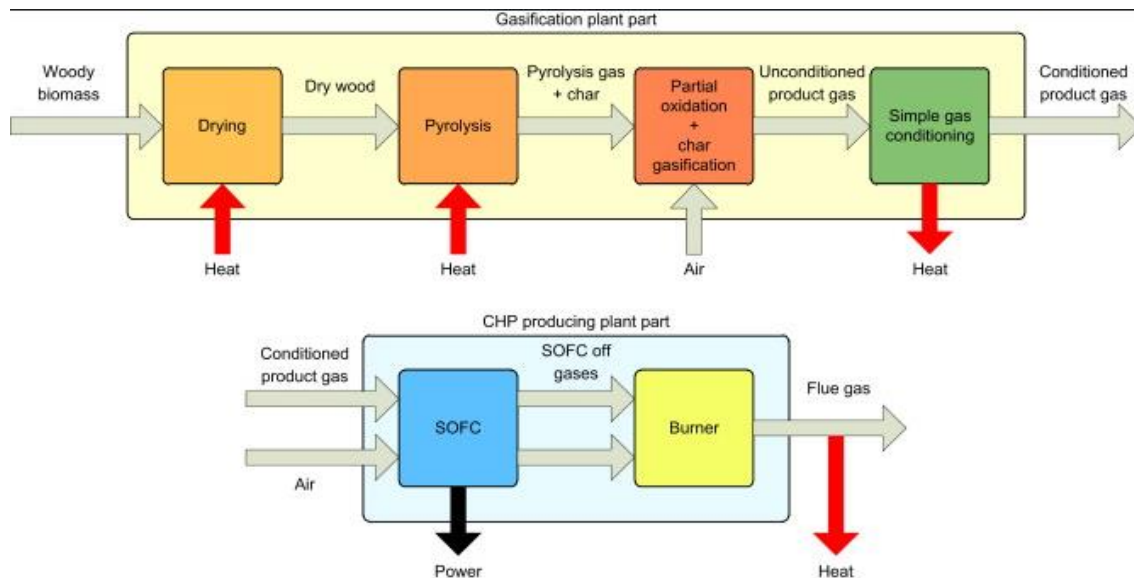 Gasification plant part
Woody
biomass
Drying
Dry wood
Pyrolysis
Pyrolysis gas
+ char
Partial
oxidation
+
char
gasification
Unconditioned
product gas
Simple gas
conditioning
Conditioned
product gas
Heat
Heat
Air
Heat
CHP producing plant part
Conditioned
product gas
Air
SOFC
SOFC off
gases
Burner
Flue gas
Power
Heat